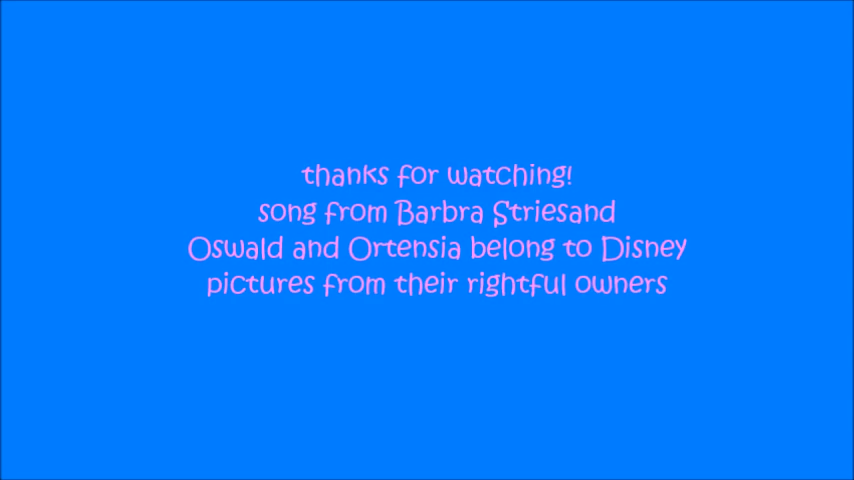 thanks for watching!
song from Barbra Striesand
Oswald and Ortensia belong to Disney
pictures from their rightful owners